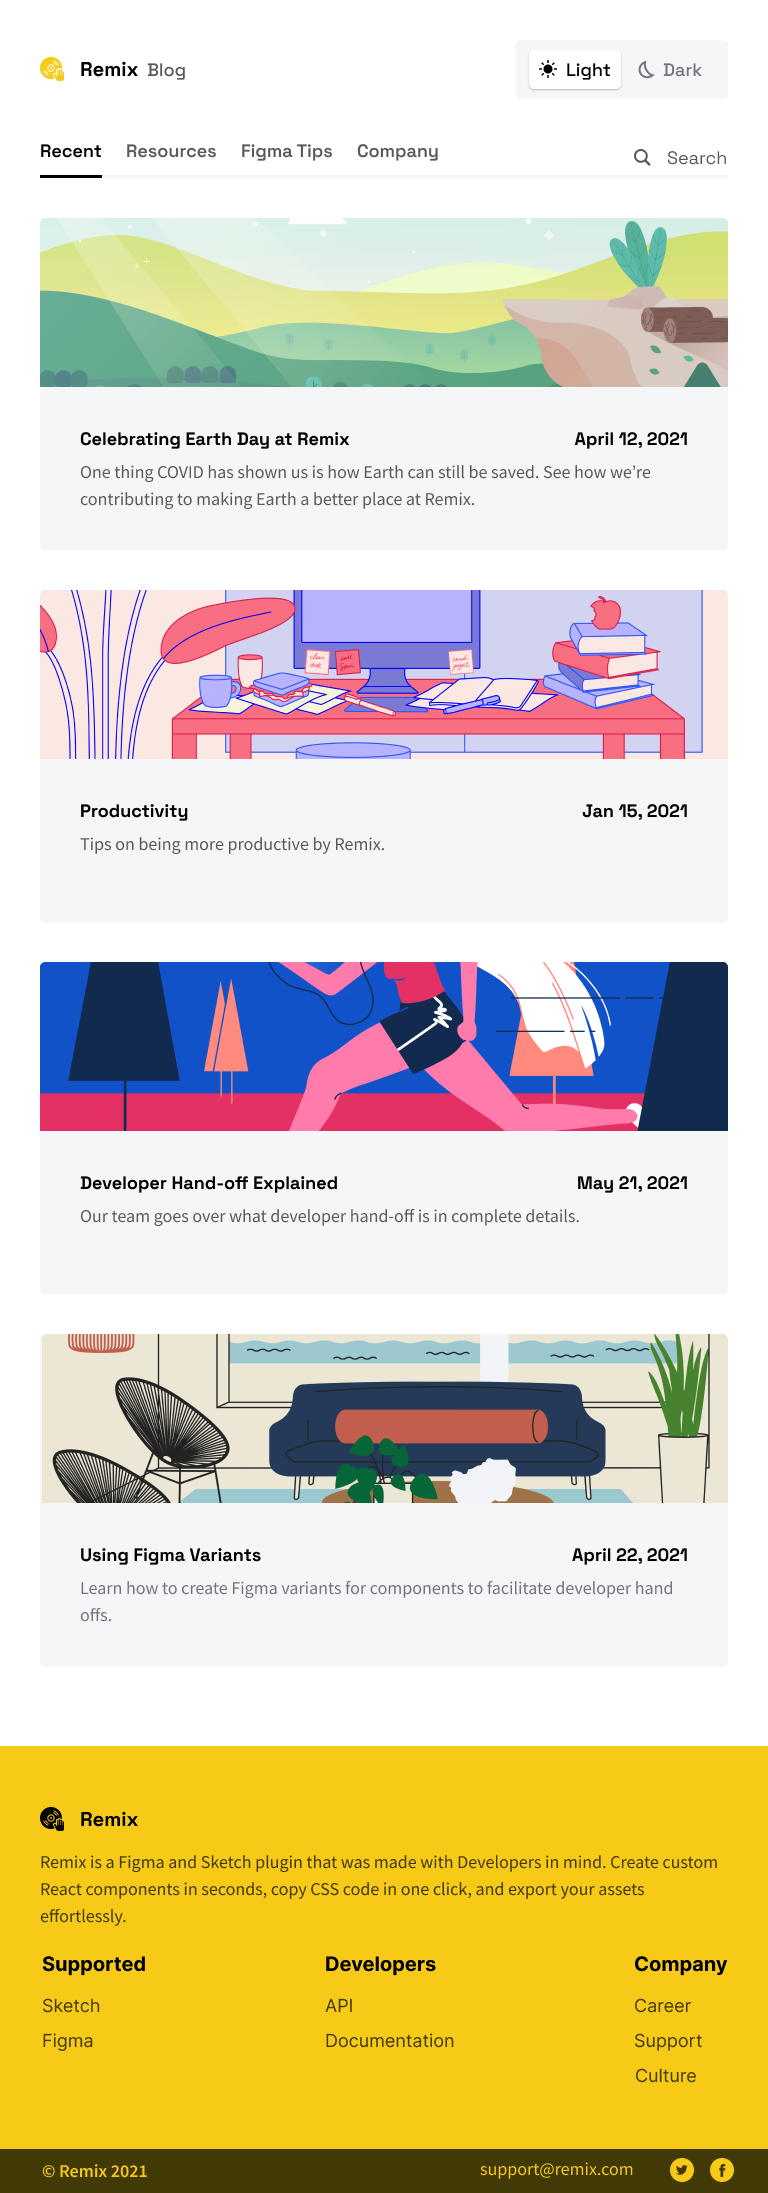 Remix Blog
Light
Dark
Recent
Resources
Figma Tips
Company
Search
Celebrating Earth Day at Remix
April 12, 2021
One thing COVID has shown us is how Earth can still be saved. See how we’re
contributing to making Earth a better place at Remix.
Productivity
Jan 15, 2021
Tips on being more productive by Remix.
Developer Hand-off Explained
May 21, 2021
Our team goes over what developer hand-off is in complete details.
Using Figma Variants
April 22, 2021
Learn how to create Figma variants for components to facilitate developer hand
offs.
Remix
Remix is a Figma and Sketch plugin that was made with Developers in mind. Create custom
React components in seconds, copy CSS code in one click, and export your assets
effortlessly.
Supported
Sketch
Figma
Developers
API
Documentation
Company
Career
Support
Culture
© Remix 2021
support@remix.com